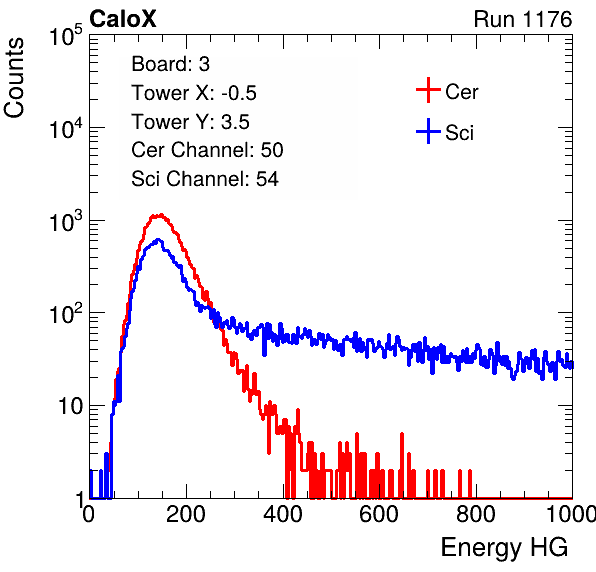 CaloX
Run 1176
Counts
Board: 3
Tower X: -0.5
Tower Y: 3.5
Cer Channel: 50
Sci Channel: 54
Cer
Sci
10^5
10^4
10^3
10^2
10
1
0 200 400 600 800 1000
Energy HG